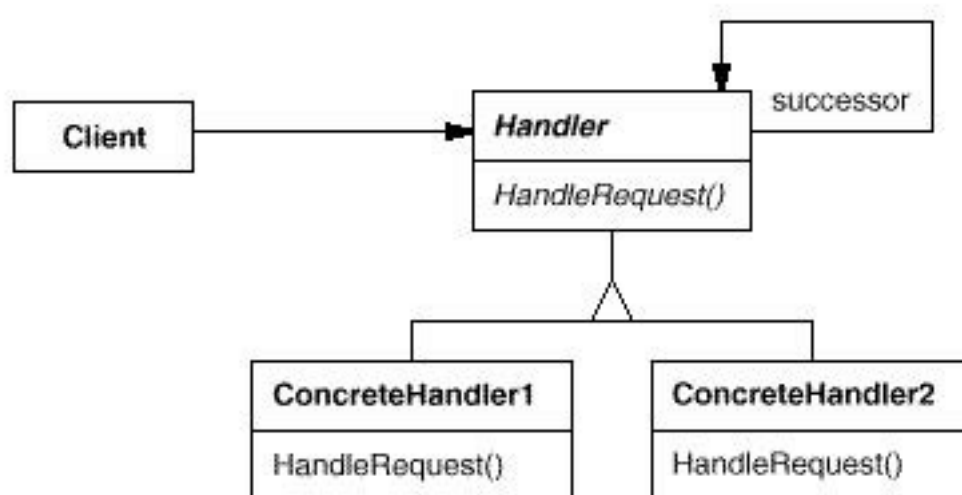 successor
Client
Handler
HandleRequest()
ConcreteHandler1
ConcreteHandler2
HandleRequest()
HandleRequest()